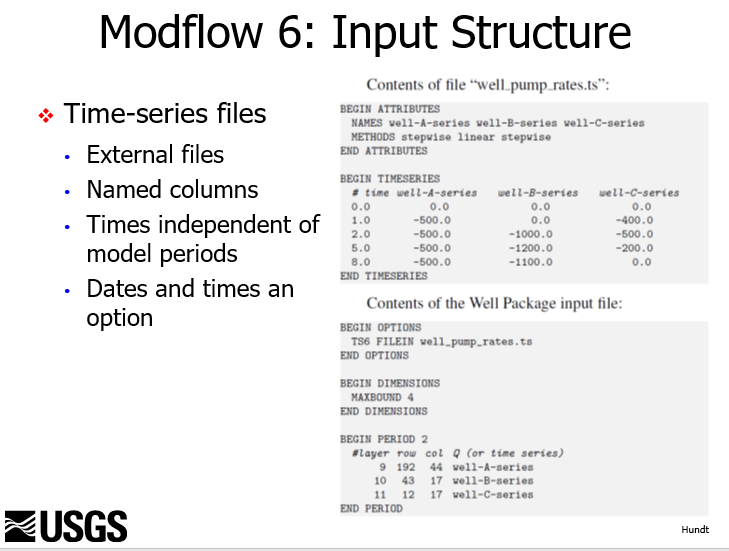 Modflow 6: Input Structure
Time-series files
External files
Named columns
Times independent of
model periods
Dates and times an
option
Contents of file “well_pump_rates.ts”:
BEGIN ATTRIBUTES
NAMES well-A-series well-B-series well-C-series
METHODS stepwise linear stepwise
END ATTRIBUTES
BEGIN TIMESERIES
# time well-A-series well-B-series well-C-series
0.0 0.0 0.0 0.0
1.0 -500.0 0.0 -400.0
2.0 -500.0 -1000.0 -500.0
5.0 -500.0 -1200.0 -200.0
8.0 -500.0 -1100.0 0.0
END TIMESERIES
Contents of the Well Package input file:
BEGIN OPTIONS
TS6 FILEIN well_pump_rates.ts
END OPTIONS
BEGIN DIMENSIONS
MAXBOUND 4
END DIMENSIONS
BEGIN PERIOD 2
#layer row col Q (or time series)
9 192 44 well-A-series
10 43 17 well-B-series
11 12 17 well-C-series
END PERIOD
USGS
Hundt